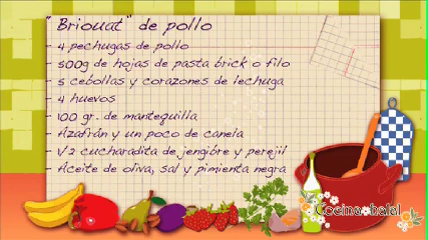 "Briouat" de pollo
- 4 pechugas de pollo
- 500g de hojas de pasta brick o filo
- 5 cebollas y corazones de lechuga
- 4 huevos
- 100 gr. de mantequilla
- Azafrán y un poco de canela
- 1/2 cucharadita de jengibre y perejil
- Aceite de oliva, sal y pimienta negra
Cocina halal